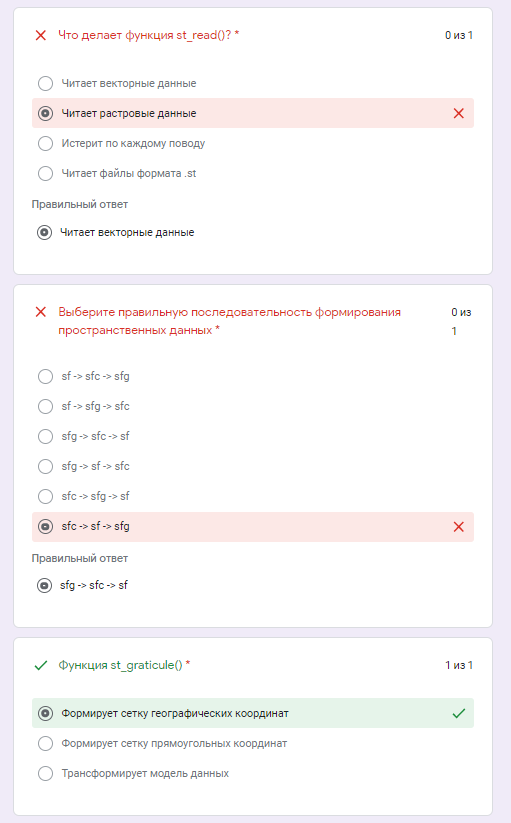 Что делает функция st_read()? * 0 из 1
Читает векторные данные
Читает растровые данные
Истерит по каждому поводу
Читает файлы формата .st
Правильный ответ
Читает векторные данные
Выберите правильную последовательность формирования 0 из
пространственных данных * 1
sf -> sfc -> sfg
sf -> sfg -> sfc
sfg -> sfc -> sf
sfg -> sf -> sfc
sfc -> sfg -> sf
sfc -> sf -> sfg
Правильный ответ
sfg -> sfc -> sf
Функция st_graticule() * 1 из 1
Формирует сетку географических координат
Формирует сетку прямоугольных координат
Трансформирует модель данных